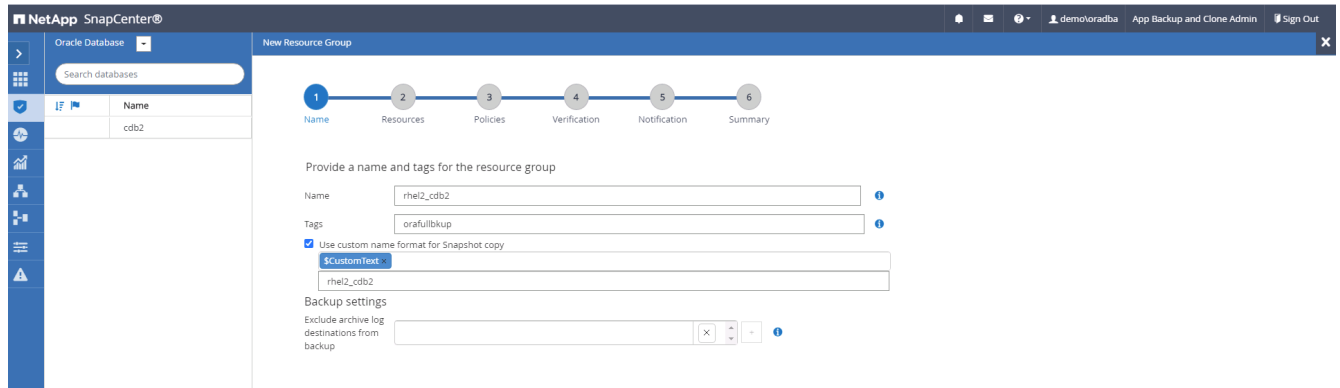 NetApp SnapCenter®
demo\oradba App Backup and Clone Admin Sign Out
Oracle Database
New Resource Group
Search databases
Name
cdb2
1 2 3 4 5 6
Name Resources Policies Verification Notification Summary
Provide a name and tags for the resource group
Name rhel2_cdb2
Tags orafullbkup
Use custom name format for Snapshot copy
$CustomText ×
rhel2_cdb2
Backup settings
Exclude archive log
destinations from
backup